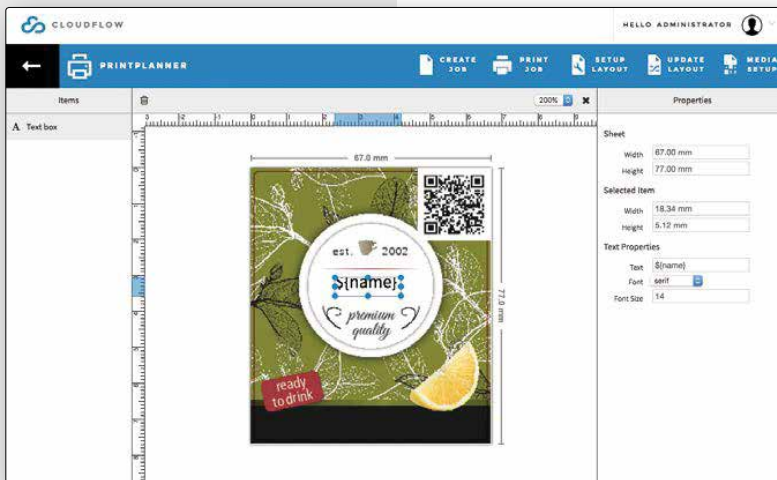 CLOUDFLOW
HELLO ADMINISTRATOR
PRINTPLANNER
CREATE JOB
PRINT JOB
SETUP LAYOUT
UPDATE LAYOUT
MEDIA SETUP
Items
200%
Properties
A Text box
67.0 mm
77.0 mm
est. 2002
${name}
premium
quality
ready
to drink
Sheet
Width 67.00 mm
Height 77.00 mm
Selected Item
Width 18.34 mm
Height 5.12 mm
Text Properties
Text ${name}
Font serif
Font Size 14